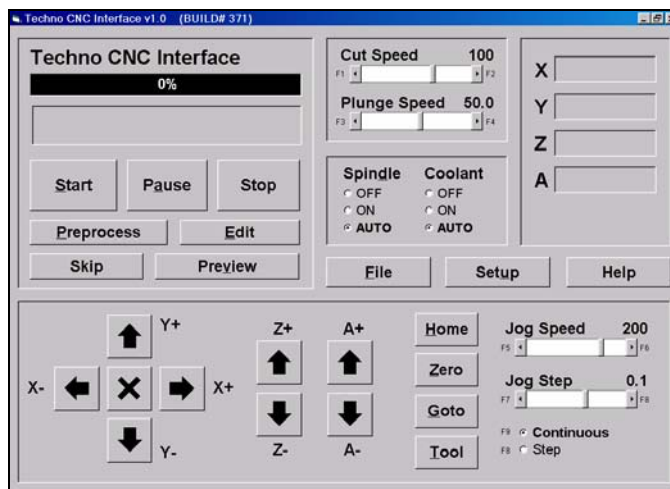 Techno CNC Interface v1.0 (BUILD# 371)
Techno CNC Interface
0%
Start Pause Stop
Preprocess Edit
Skip Preview
Cut Speed 100
F1 F2
Plunge Speed 50.0
F3 F4
Spindle Coolant
OFF OFF
ON ON
AUTO AUTO
X
Y
Z
A
File Setup Help
Y+
X- X+
Y-
Z+ A+
Z- A-
Home
Zero
Goto
Tool
Jog Speed 200
F5 F6
Jog Step 0.1
F7 F8
F9 Continuous
F8 Step